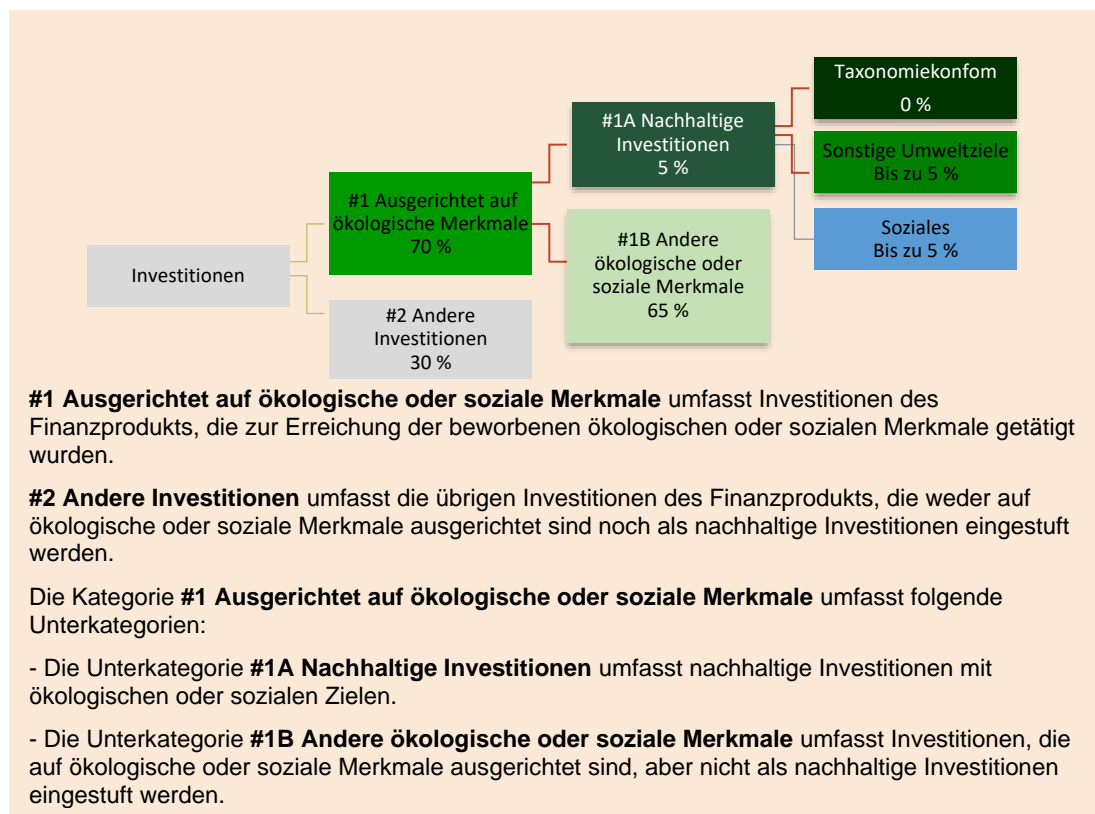 Taxonomiekonfom
0 %
#1A Nachhaltige
Investitionen
5 %
Sonstige Umweltziele
Bis zu 5 %
#1 Ausgerichtet auf
ökologische Merkmale
70 %
Soziales
Bis zu 5 %
#1B Andere
ökologische oder
soziale Merkmale
65 %
Investitionen
#2 Andere
Investitionen
30 %
#1 Ausgerichtet auf ökologische oder soziale Merkmale umfasst Investitionen des
Finanzprodukts, die zur Erreichung der beworbenen ökologischen oder sozialen Merkmale getätigt
wurden.
#2 Andere Investitionen umfasst die übrigen Investitionen des Finanzprodukts, die weder auf
ökologische oder soziale Merkmale ausgerichtet sind noch als nachhaltige Investitionen eingestuft
werden.
Die Kategorie #1 Ausgerichtet auf ökologische oder soziale Merkmale umfasst folgende
Unterkategorien:
- Die Unterkategorie #1A Nachhaltige Investitionen umfasst nachhaltige Investitionen mit
ökologischen oder sozialen Zielen.
- Die Unterkategorie #1B Andere ökologische oder soziale Merkmale umfasst Investitionen, die
auf ökologische oder soziale Merkmale ausgerichtet sind, aber nicht als nachhaltige Investitionen
eingestuft werden.